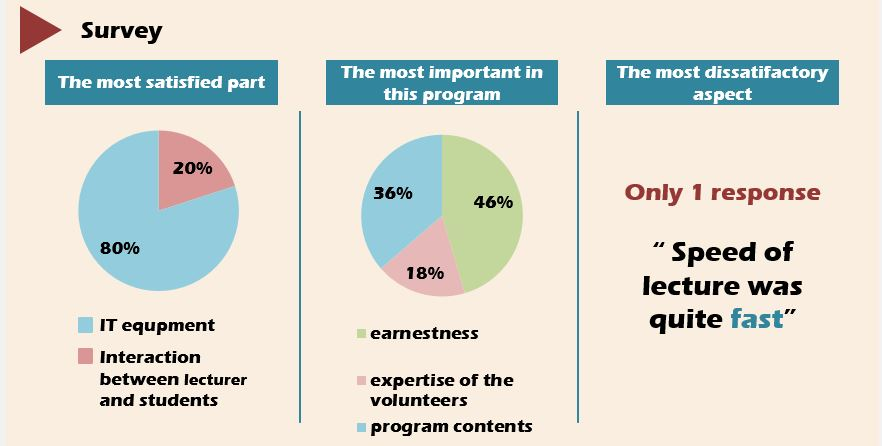 Survey
The most satisfied part
20%
80%
IT equpment
Interaction
between lecturer
and students
The most important in
this program
36%
46%
18%
earnestness
expertise of the
volunteers
program contents
The most dissatifactory
aspect
Only 1 response
“ Speed of
lecture was
quite fast”